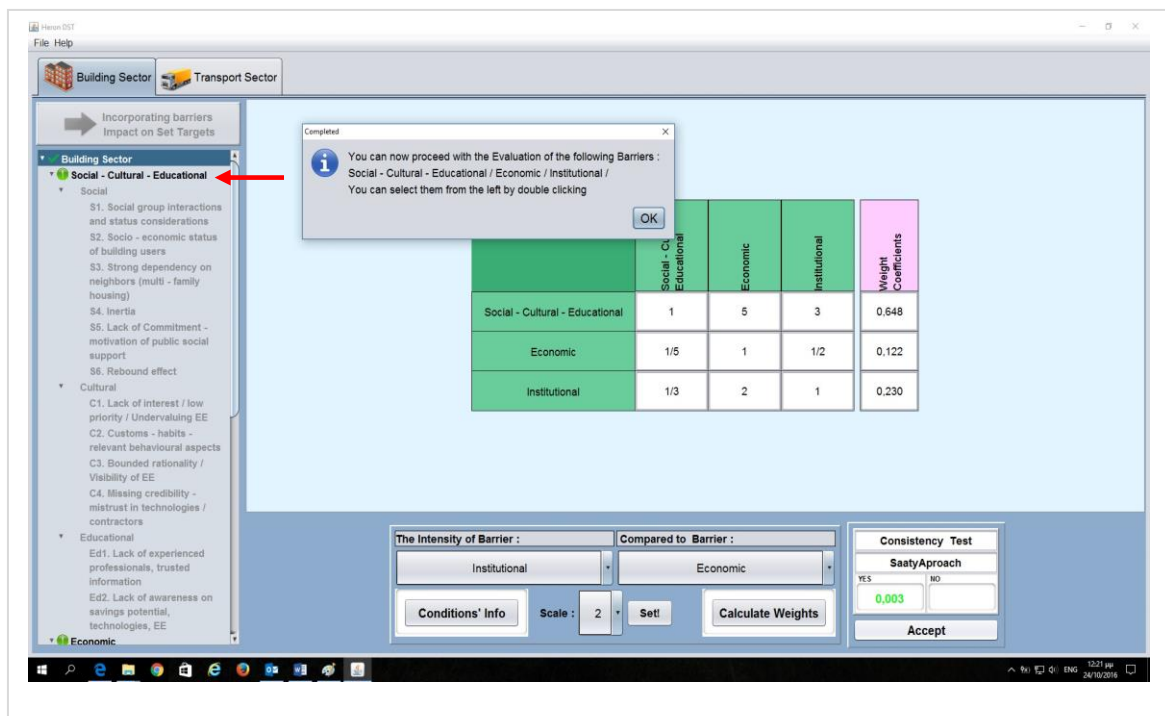 Heron DST
File Help
Building Sector
Transport Sector
Incorporating barriers
Impact on Set Targets
Building Sector
Social - Cultural - Educational
Social
S1. Social group interactions
and status considerations
S2. Socio - economic status
of building users
S3. Strong dependency on
neighbors (multi - family
housing)
S4. Inertia
S5. Lack of Commitment -
motivation of public social
support
S6. Rebound effect
Cultural
C1. Lack of interest / low
priority / Undervaluing EE
C2. Customs - habits -
relevant behavioural aspects
C3. Bounded rationality /
Visibility of EE
C4. Missing credibility -
mistrust in technologies /
contractors
Educational
Ed1. Lack of experienced
professionals, trusted
information
Ed2. Lack of awareness on
savings potential,
technologies, EE
Economic
Completed
You can now proceed with the Evaluation of the following Barriers :
Social - Cultural - Educational / Economic / Institutional /
You can select them from the left by double clicking
OK
Social - Cu
Educational
Economic
Institutional
Weight
Coefficients
Social - Cultural - Educational 1 5 3 0,648
Economic 1/5 1 1/2 0,122
Institutional 1/3 2 1 0,230
The Intensity of Barrier :
Compared to Barrier :
Institutional
Economic
Conditions' Info
Scale : 2
Set!
Calculate Weights
Consistency Test
SaatyAproach
YES NO
0,003
Accept
ENG
12:21 μμ
24/10/2016